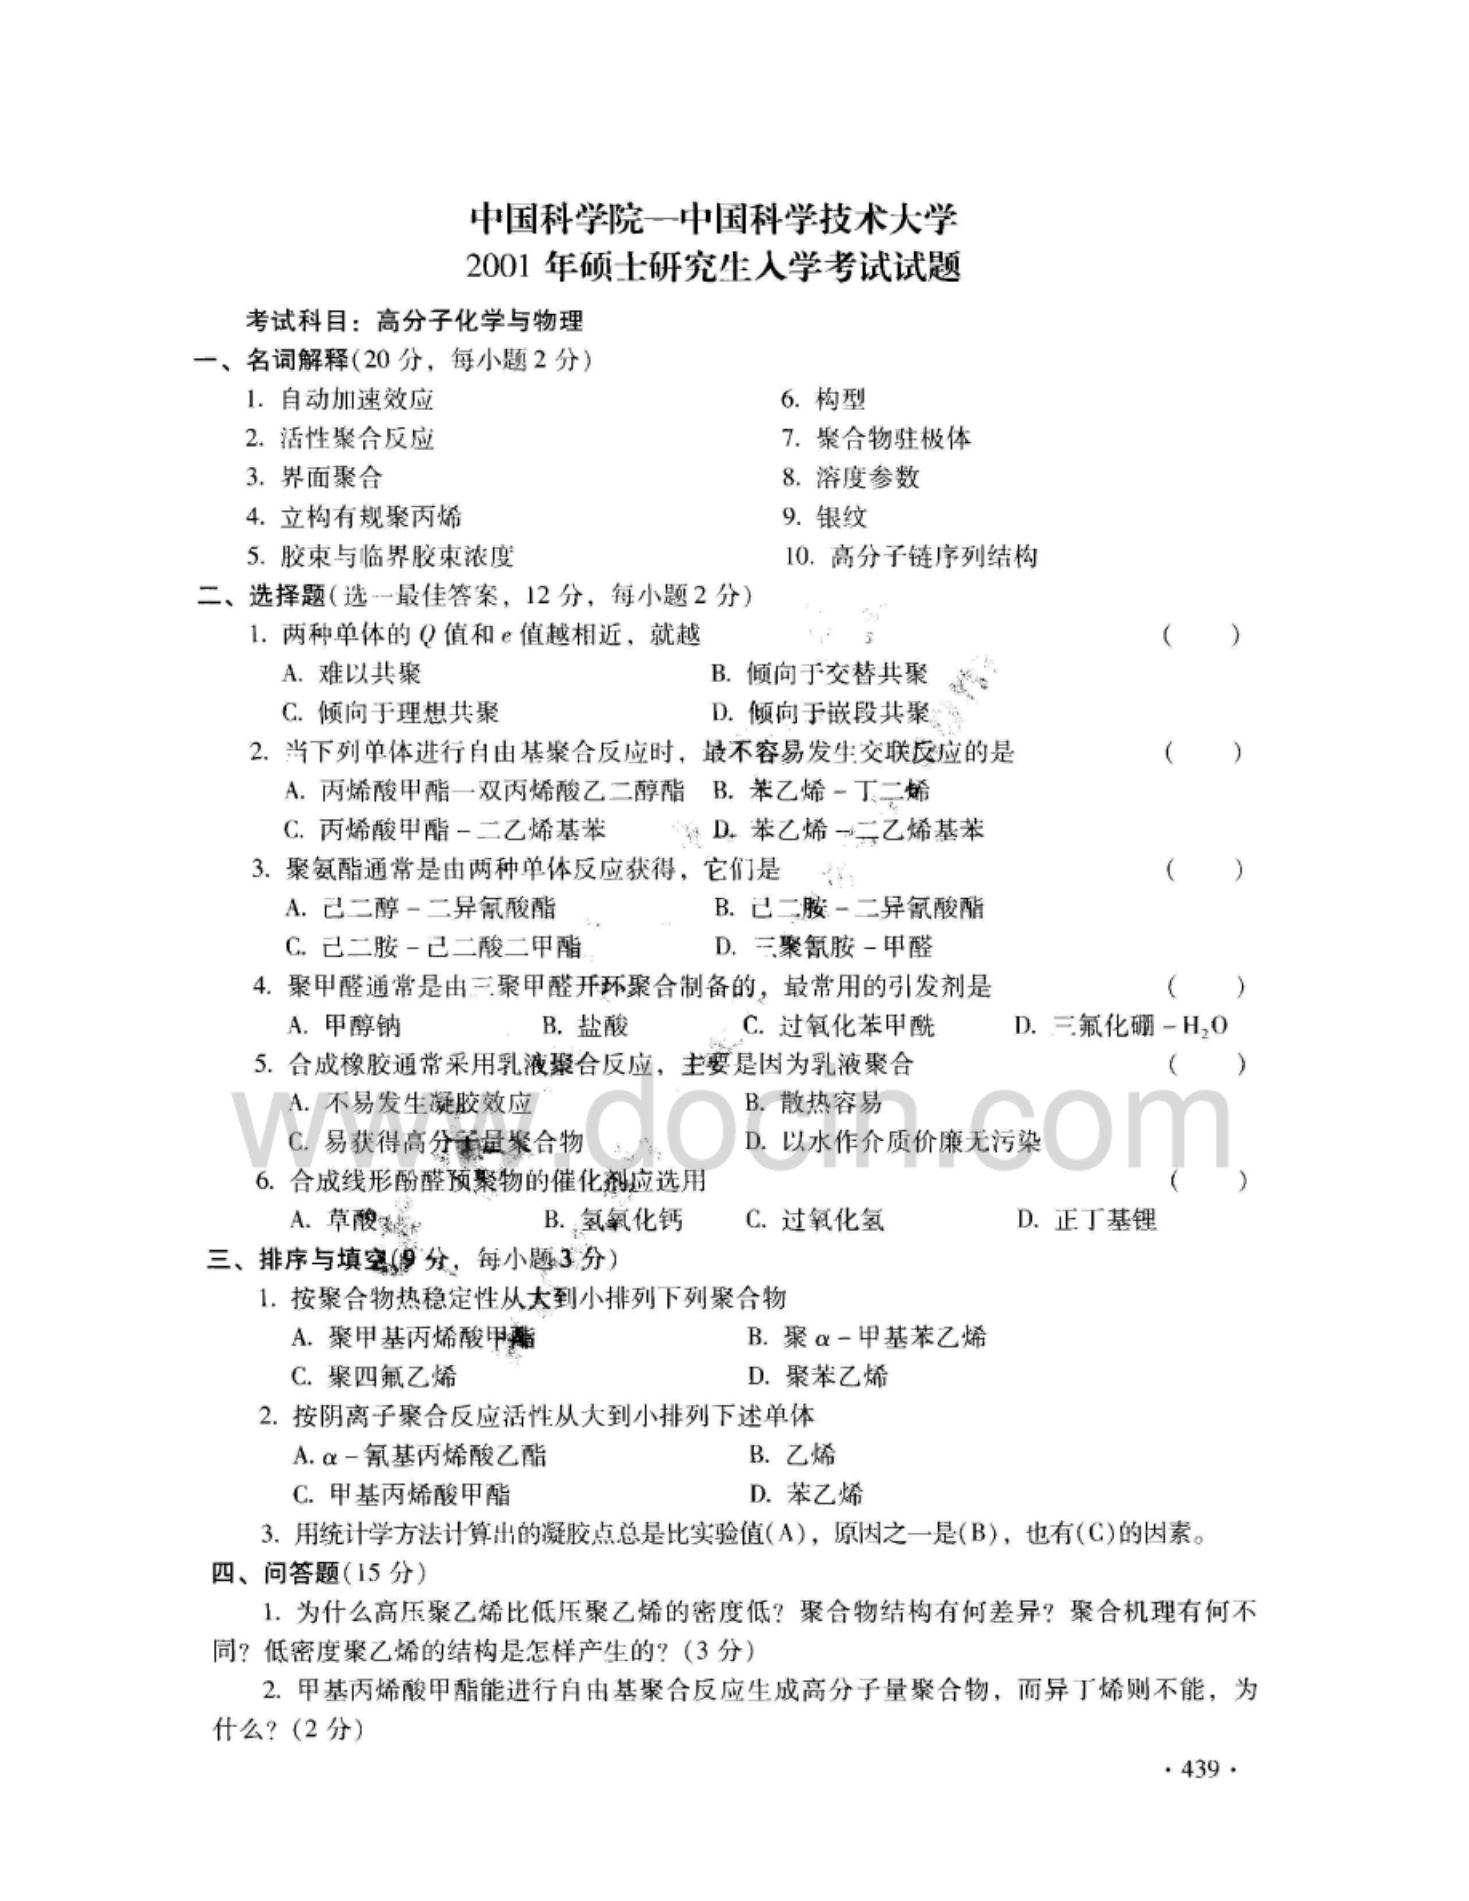 中国科学院—中国科学技术大学
2001 年硕士研究生入学考试试题
考试科目：高分子化学与物理
一、名词解释(20 分，每小题 2 分)
1. 自动加速效应 6. 构型
2. 活性聚合反应 7. 聚合物驻极体
3. 界面聚合 8. 溶度参数
4. 立构有规聚丙烯 9. 银纹
5. 胶束与临界胶束浓度 10. 高分子链序列结构
二、选择题(选一最佳答案，12 分，每小题 2 分)
1. 两种单体的 Q 值和 e 值越相近，就越 ( )
A. 难以共聚 B. 倾向于交替共聚
C. 倾向于理想共聚 D. 倾向于嵌段共聚
2. 当下列单体进行自由基聚合反应时，最不容易发生交联反应的是 ( )
A. 丙烯酸甲酯—双丙烯酸乙二醇酯 B. 苯乙烯－丁二烯
C. 丙烯酸甲酯－二乙烯基苯 D. 苯乙烯－二乙烯基苯
3. 聚氨酯通常是由两种单体反应获得，它们是 ( )
A. 己二醇－二异氰酸酯 B. 己二胺－二异氰酸酯
C. 己二胺－己二酸二甲酯 D. 三聚氰胺－甲醛
4. 聚甲醛通常是由三聚甲醛开环聚合制备的，最常用的引发剂是 ( )
A. 甲醇钠 B. 盐酸 C. 过氧化苯甲酰 D. 三氟化硼－H₂O
5. 合成橡胶通常采用乳液聚合反应，主要是因为乳液聚合 ( )
A. 不易发生凝胶效应 B. 散热容易
C. 易获得高分子量聚合物 D. 以水作介质价廉无污染
www.docin.com
6. 合成线形酚醛预聚物的催化剂应选用 ( )
A. 草酸 B. 氢氧化钙 C. 过氧化氢 D. 正丁基锂
三、排序与填空(9 分，每小题 3 分)
1. 按聚合物热稳定性从大到小排列下列聚合物
A. 聚甲基丙烯酸甲酯 B. 聚 α－甲基苯乙烯
C. 聚四氟乙烯 D. 聚苯乙烯
2. 按阴离子聚合反应活性从大到小排列下述单体
A. α－氰基丙烯酸乙酯 B. 乙烯
C. 甲基丙烯酸甲酯 D. 苯乙烯
3. 用统计学方法计算出的凝胶点总是比实验值(A)，原因之一是(B)，也有(C)的因素。
四、问答题(15 分)
1. 为什么高压聚乙烯比低压聚乙烯的密度低？聚合物结构有何差异？聚合机理有何不
同？低密度聚乙烯的结构是怎样产生的？(3 分)
2. 甲基丙烯酸甲酯能进行自由基聚合反应生成高分子量聚合物，而异丁烯则不能，为
什么？(2 分)
· 439 ·